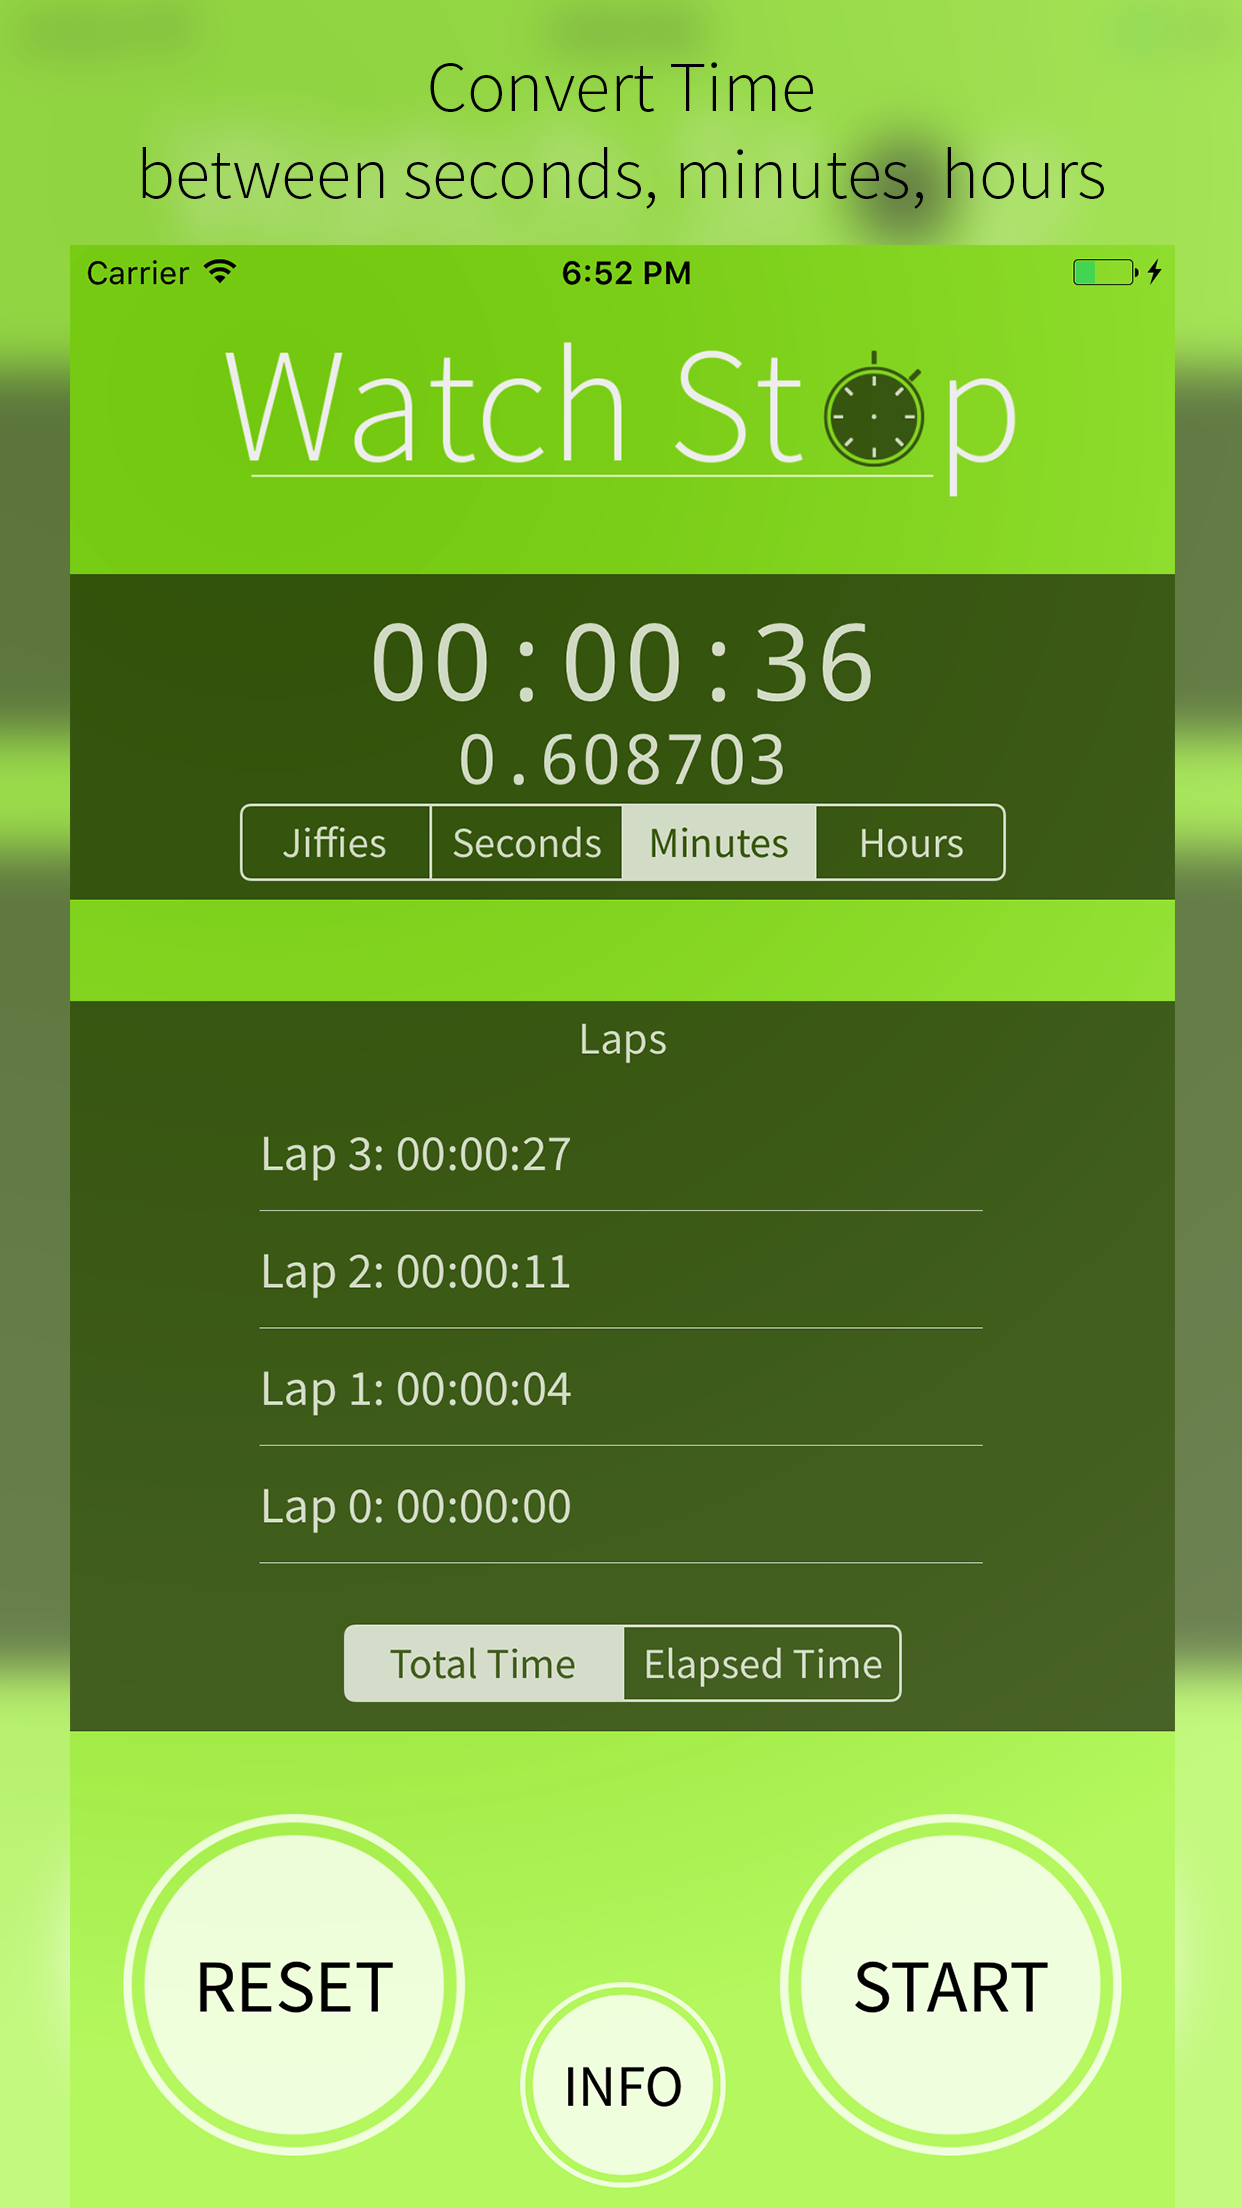 Convert Time
between seconds, minutes, hours
Carrier 6:52 PM
Watch Stop
00:00:36
0.608703
Jiffies Seconds Minutes Hours
Laps
Lap 3: 00:00:27
Lap 2: 00:00:11
Lap 1: 00:00:04
Lap 0: 00:00:00
Total Time Elapsed Time
RESET
START
INFO